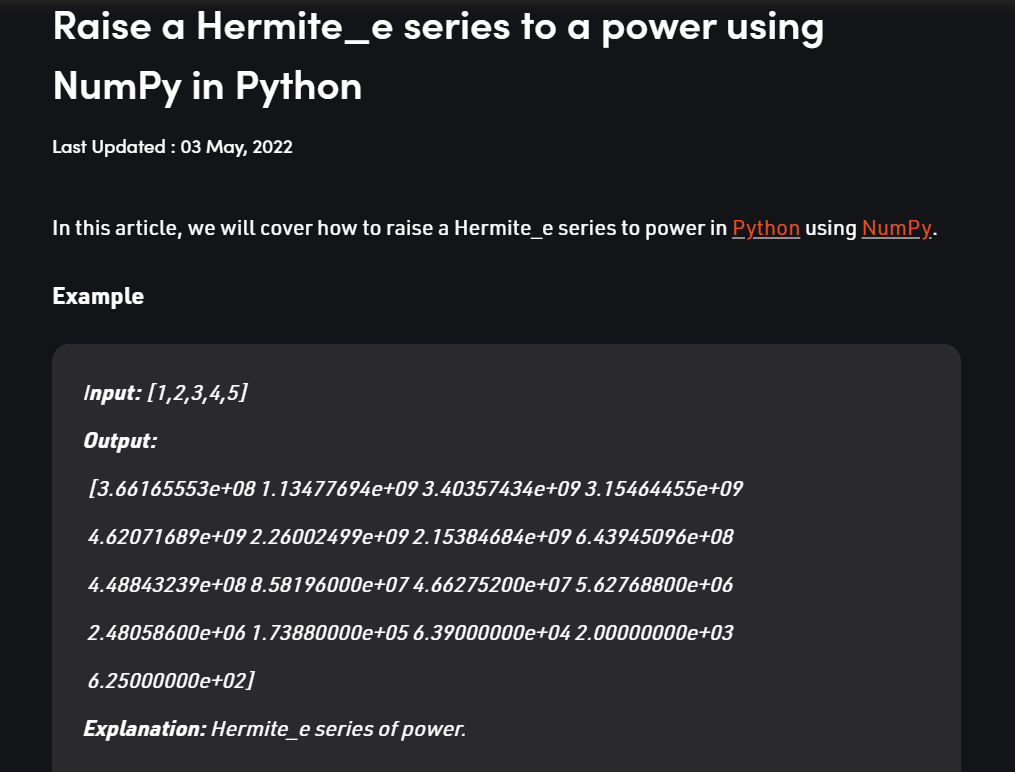 Raise a Hermite_e series to a power using
NumPy in Python
Last Updated : 03 May, 2022
In this article, we will cover how to raise a Hermite_e series to power in Python using NumPy.
Example
Input: [1,2,3,4,5]
Output:
[3.66165553e+08 1.13477694e+09 3.40357434e+09 3.15464455e+09
4.62071689e+09 2.26002499e+09 2.15384684e+09 6.43945096e+08
4.48843239e+08 8.58196000e+07 4.66275200e+07 5.62768800e+06
2.48058600e+06 1.73880000e+05 6.39000000e+04 2.00000000e+03
6.25000000e+02]
Explanation: Hermite_e series of power.